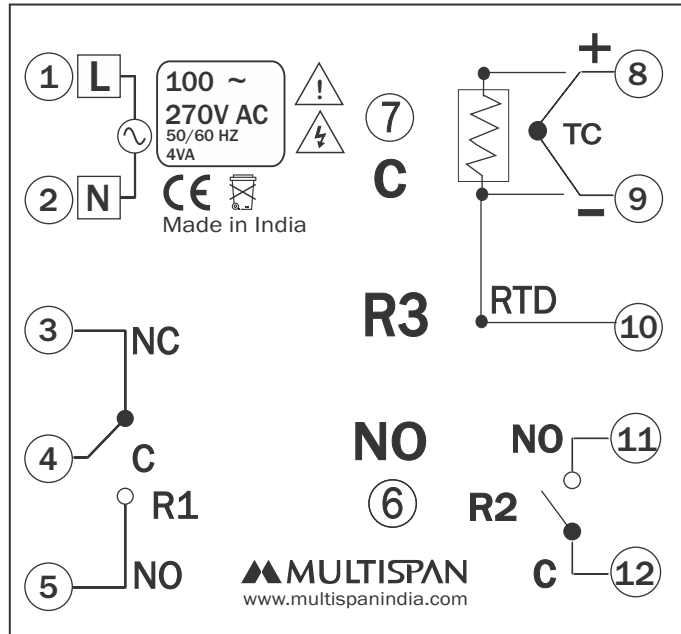 1 L
100 ~
270V AC
50/60 HZ
4VA
!
7
C
+
8
TC
2 N
CE
Made in India
−
9
3
NC
R3
RTD
10
4
C
R1
NO
6
NO
11
R2
5
NO
C
12
MULTISPAN
www.multispanindia.com